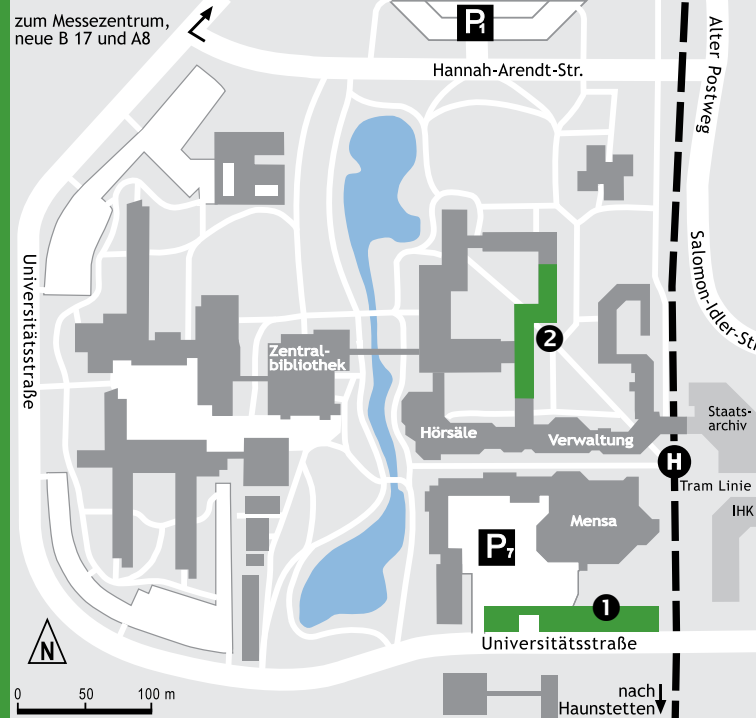 zum Messezentrum,
neue B 17 und A8
P1
Hannah-Arendt-Str.
Alter Postweg
Salomon-Idler-Str
Universitätsstraße
Zentral-
bibliothek
2
Hörsäle
Verwaltung
Staats-
archiv
H
Tram Linie
IHK
Mensa
P7
1
Universitätsstraße
N
0 50 100 m
nach
Haunstetten